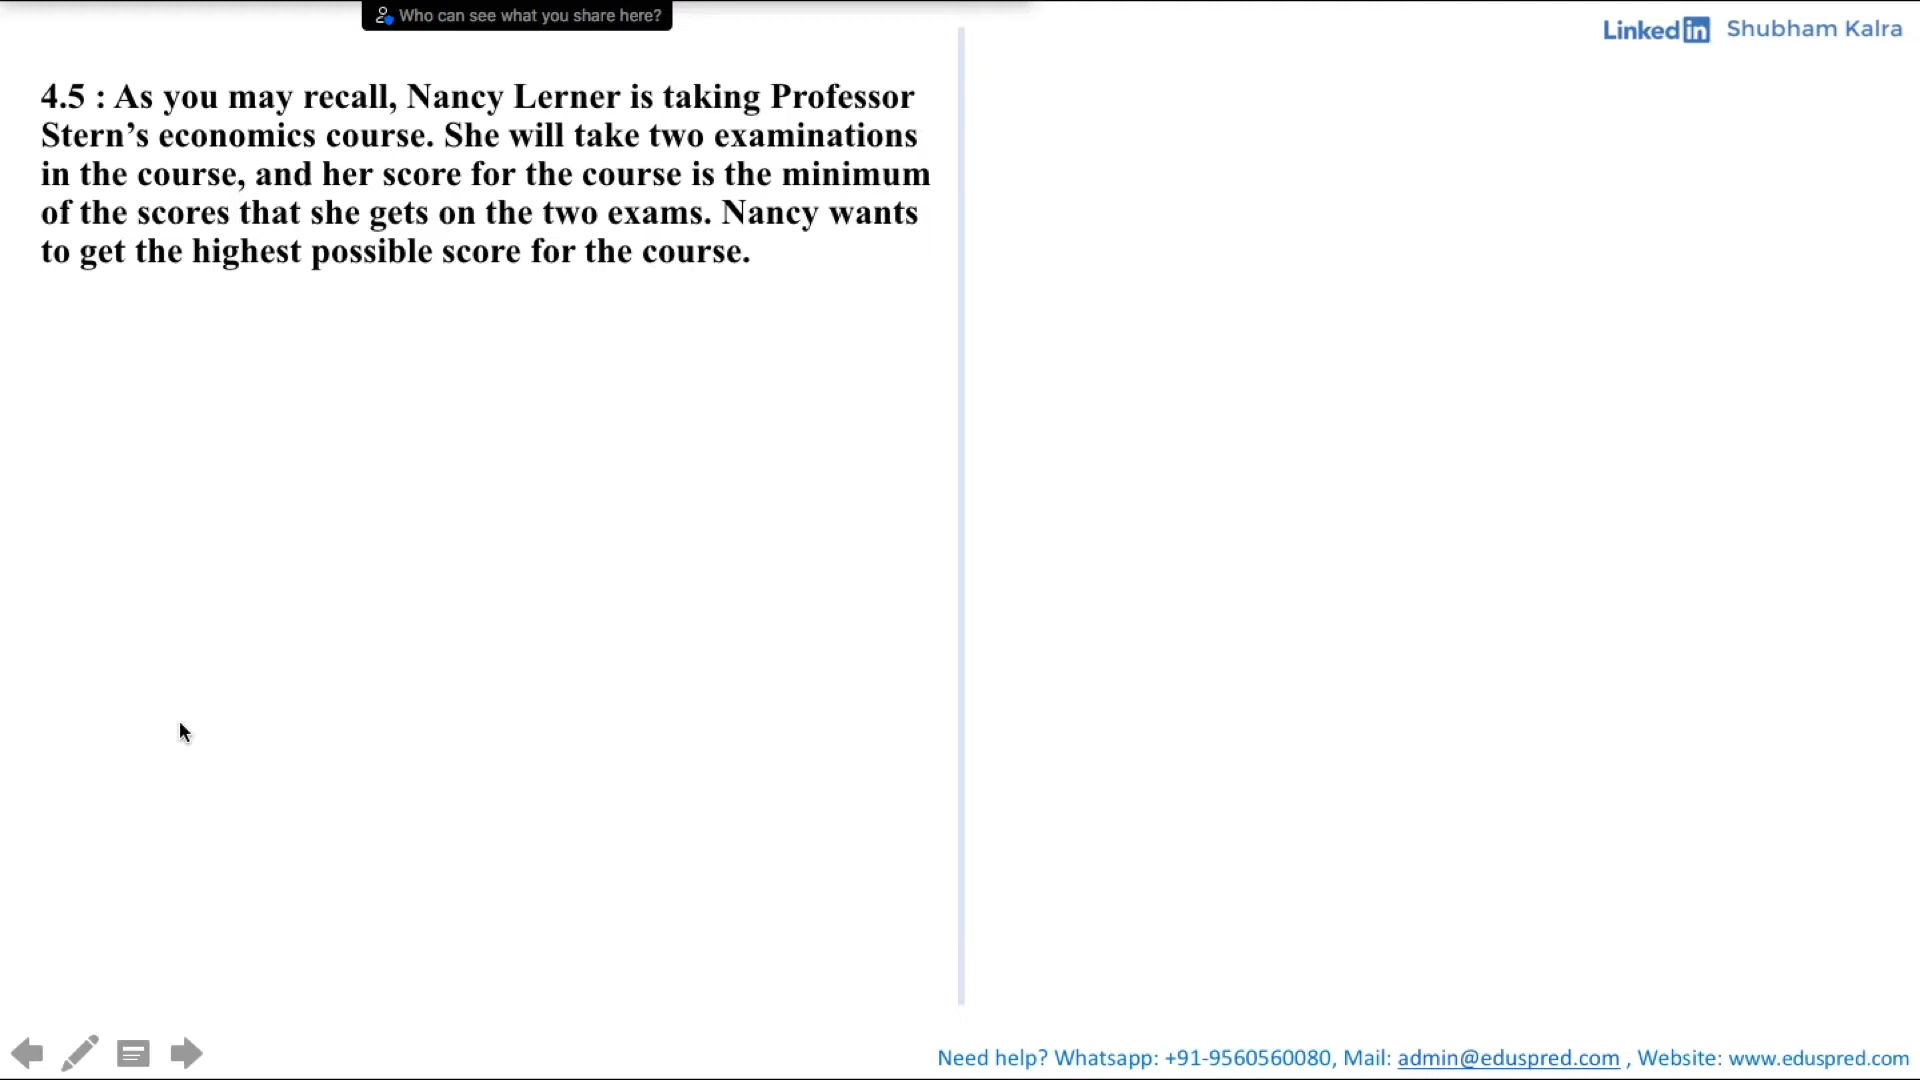 Who can see what you share here?
Linked in Shubham Kalra
4.5 : As you may recall, Nancy Lerner is taking Professor
Stern’s economics course. She will take two examinations
in the course, and her score for the course is the minimum
of the scores that she gets on the two exams. Nancy wants
to get the highest possible score for the course.
Need help? Whatsapp: +91-9560560080, Mail: admin@eduspred.com , Website: www.eduspred.com